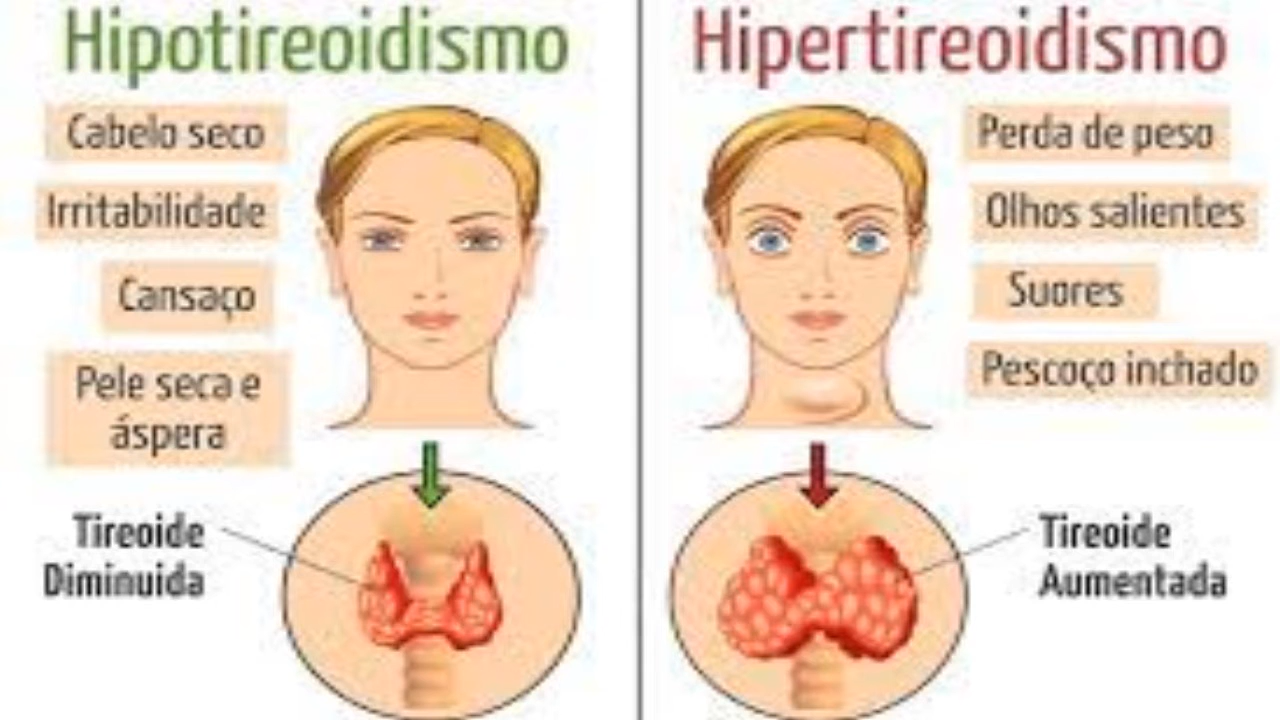 Hipotireoidismo
Cabelo seco
Irritabilidade
Cansaço
Pele seca e
áspera
Tireoide
Diminuida
Hipertireoidismo
Perda de peso
Olhos salientes
Suores
Pescoço inchado
Tireoide
Aumentada